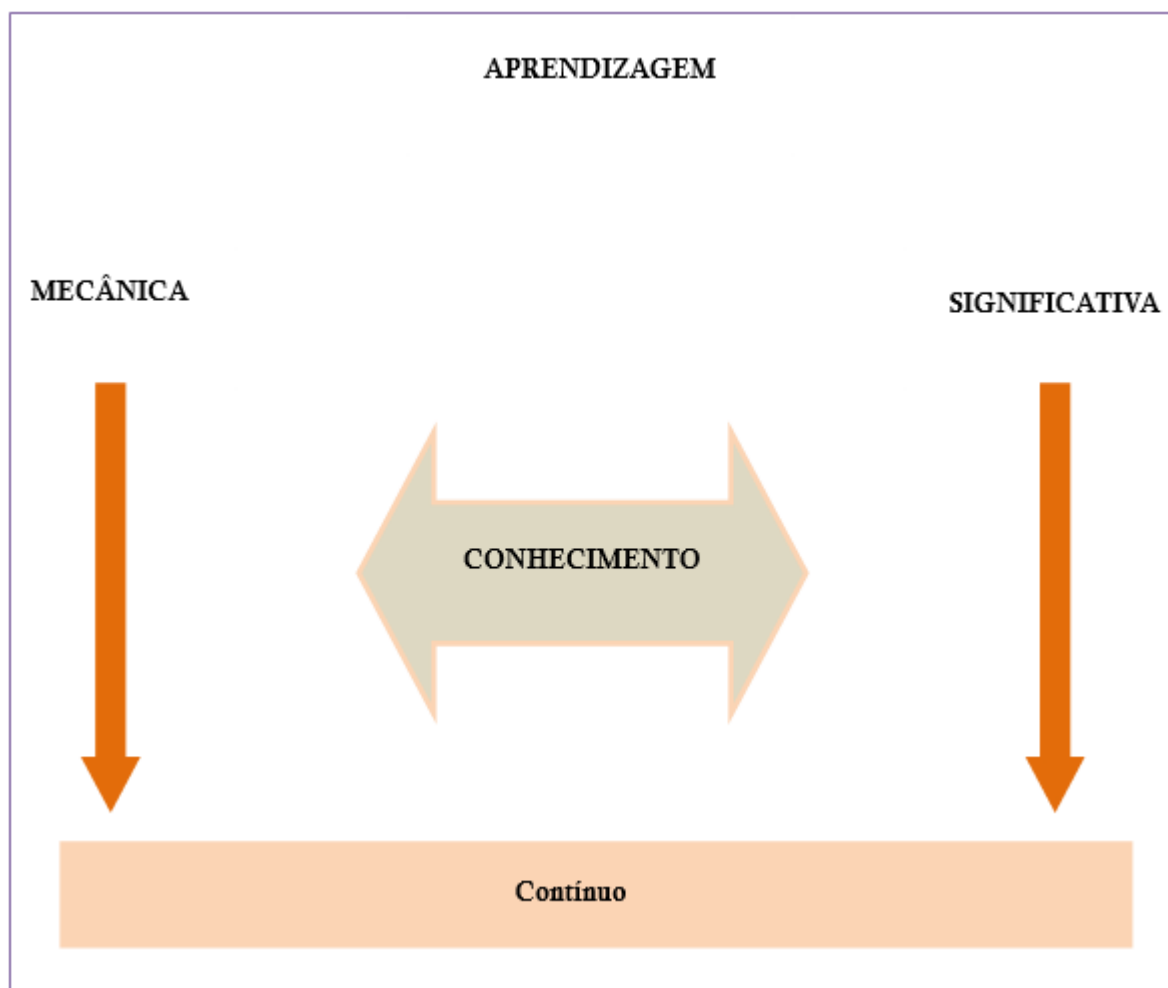 APRENDIZAGEM
MECÂNICA
SIGNIFICATIVA
CONHECIMENTO
Contínuo